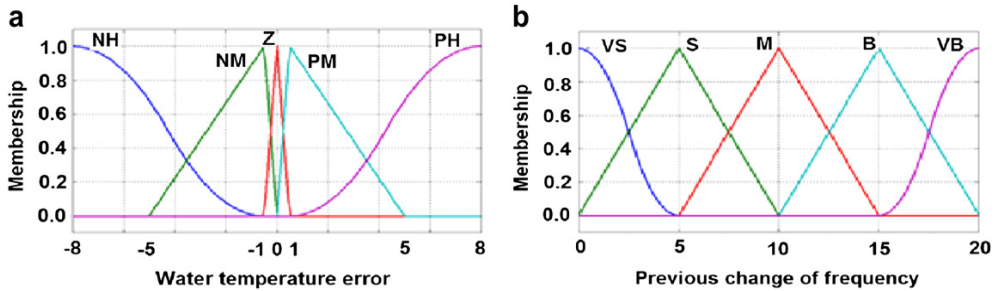 a
NH
NM
Z
PM
PH
1.0
0.8
0.6
0.4
0.2
0.0
Membership
-8 -5 -1 0 1 5 8
Water temperature error
b
VS
S
M
B
VB
1.0
0.8
0.6
0.4
0.2
0.0
Membership
0 5 10 15 20
Previous change of frequency